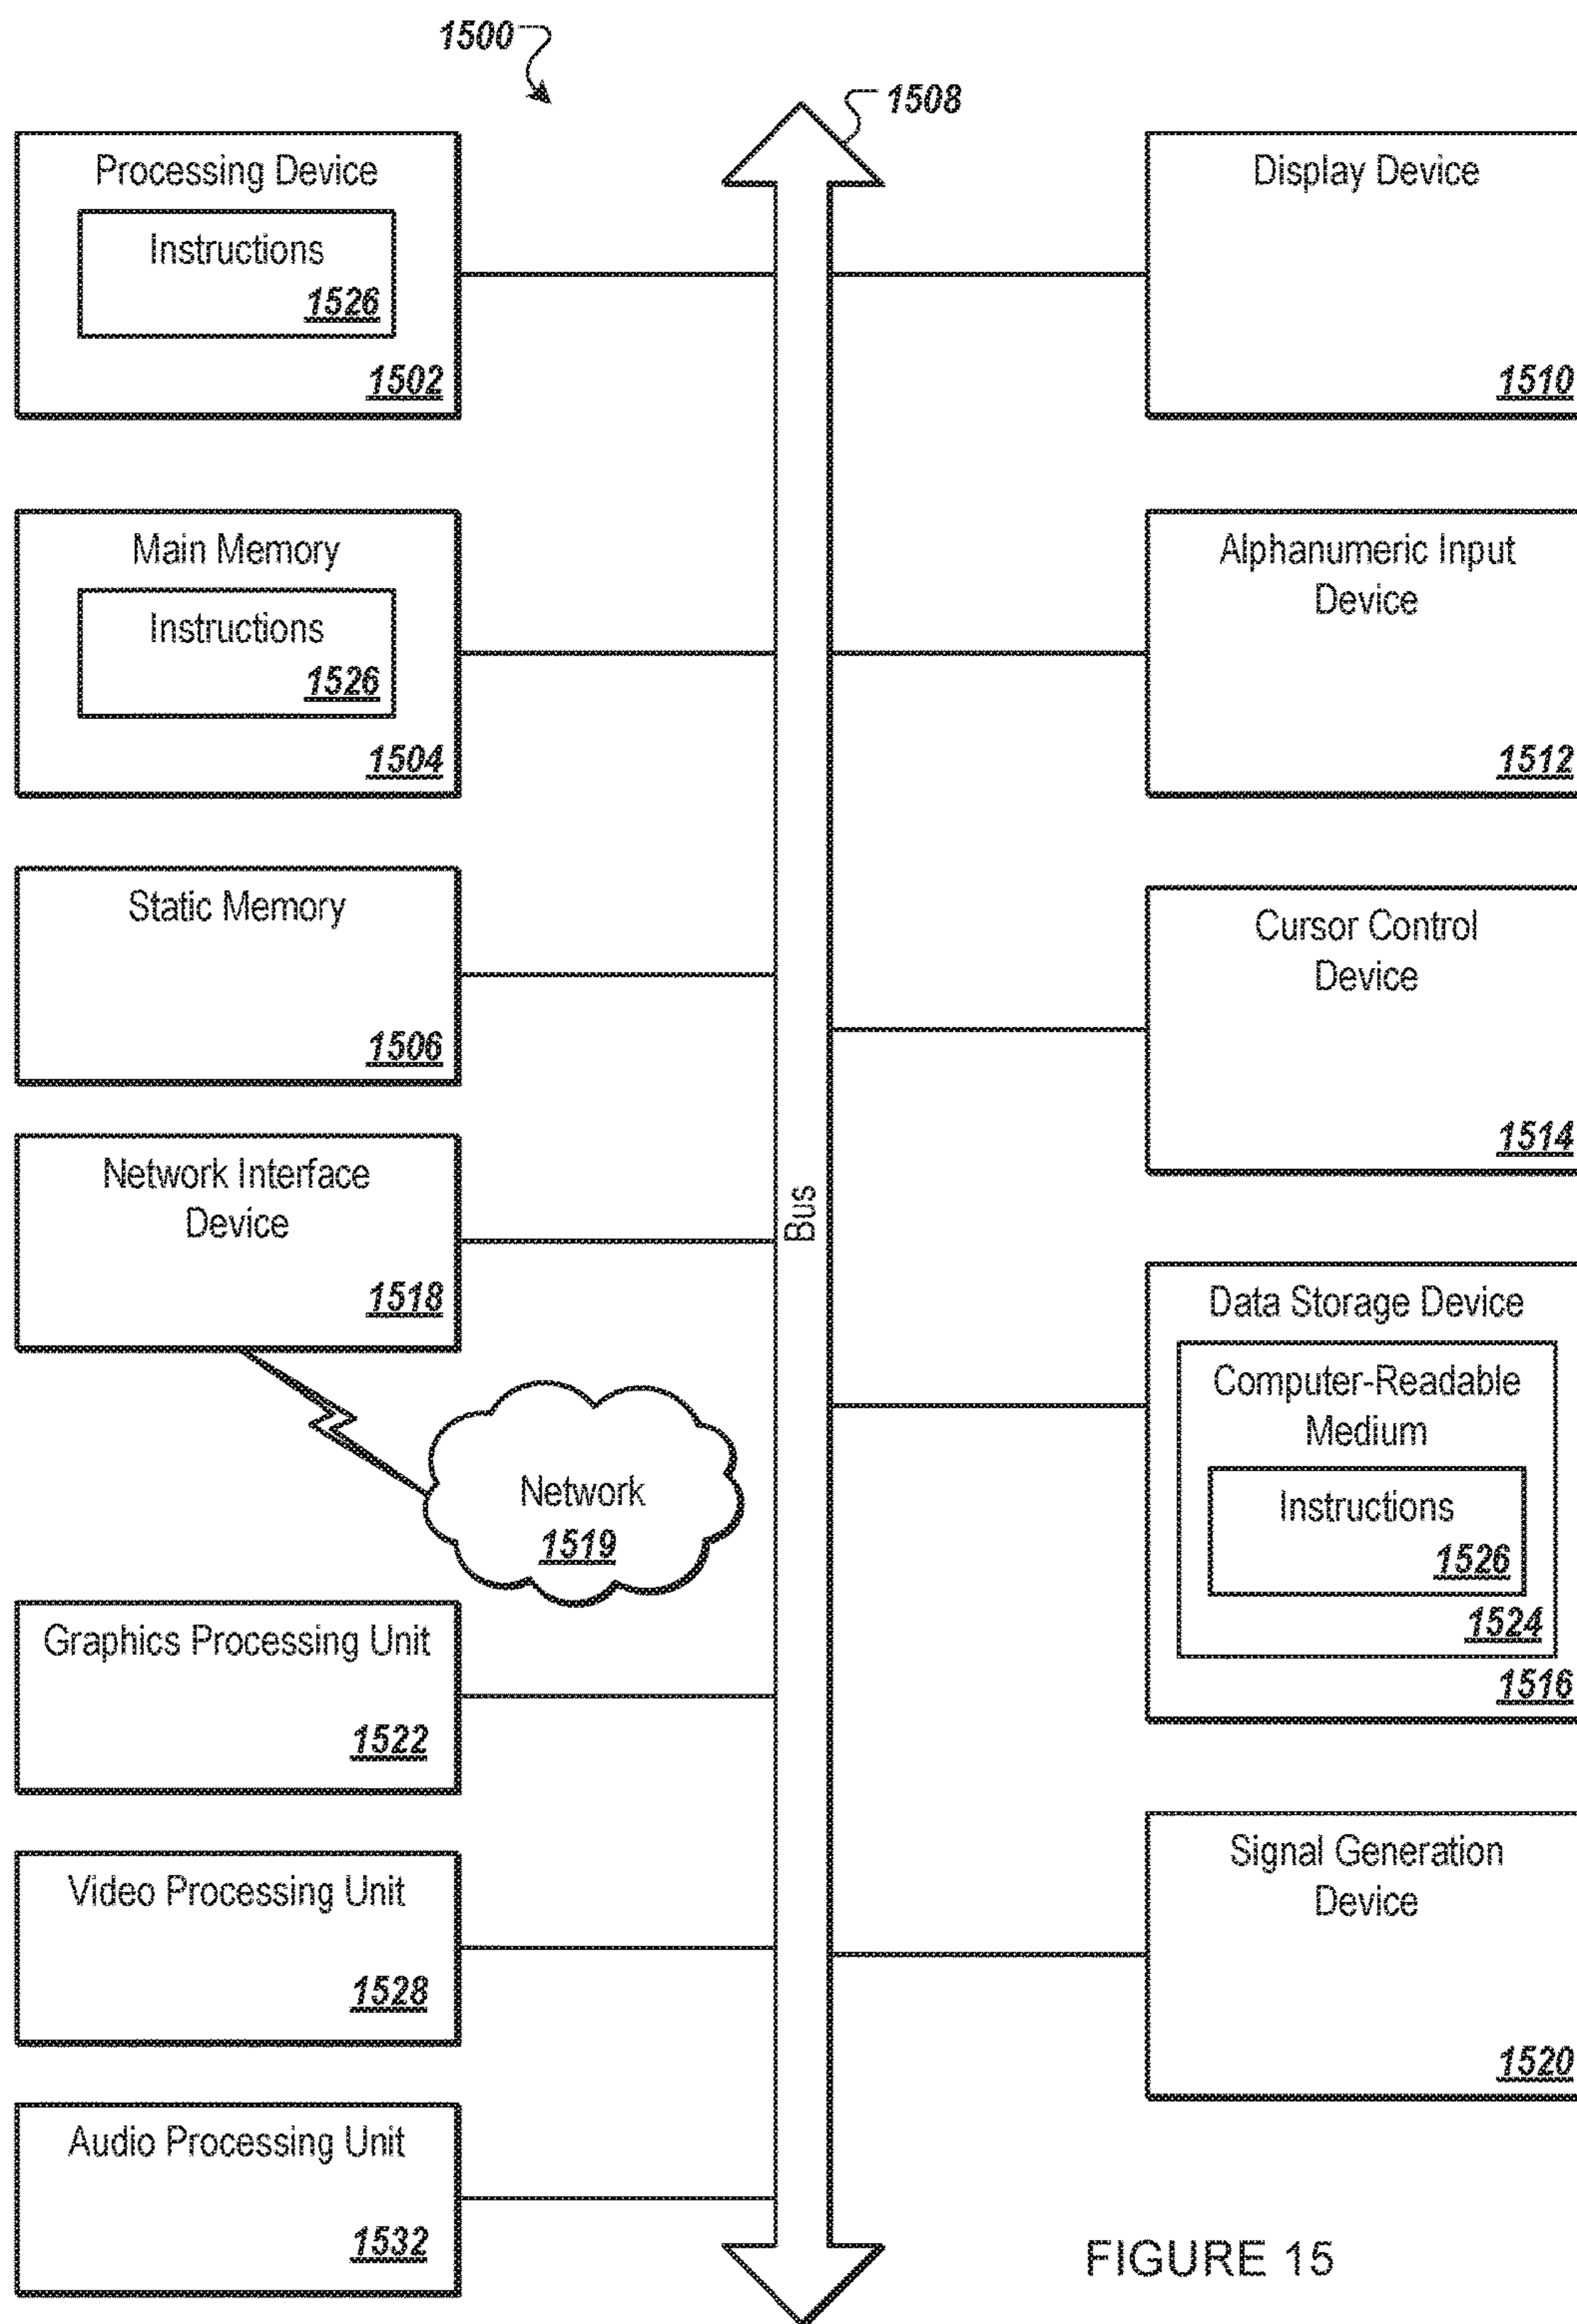 1500
1508
Processing Device
Instructions
1526
1502
Main Memory
Instructions
1526
1504
Static Memory
1506
Network Interface
Device
1518
Network
1519
Graphics Processing Unit
1522
Video Processing Unit
1528
Audio Processing Unit
1532
Bus
Display Device
1510
Alphanumeric Input
Device
1512
Cursor Control
Device
1514
Data Storage Device
Computer-Readable
Medium
Instructions
1526
1524
1516
Signal Generation
Device
1520
FIGURE 15